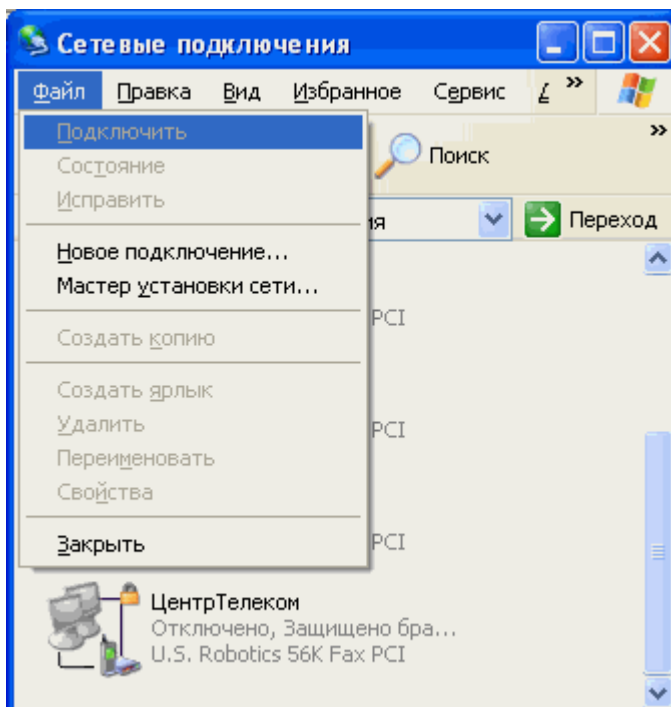 Сетевые подключения
Файл Правка Вид Избранное Сервис »
Подключить »
Состояние Поиск
Исправить
ия Переход
Новое подключение...
Мастер установки сети...
PCI
Создать копию
Создать ярлык
Удалить PCI
Переименовать
Свойства
Закрыть PCI
ЦентрТелеком
Отключено, Защищено бра...
U.S. Robotics 56K Fax PCI